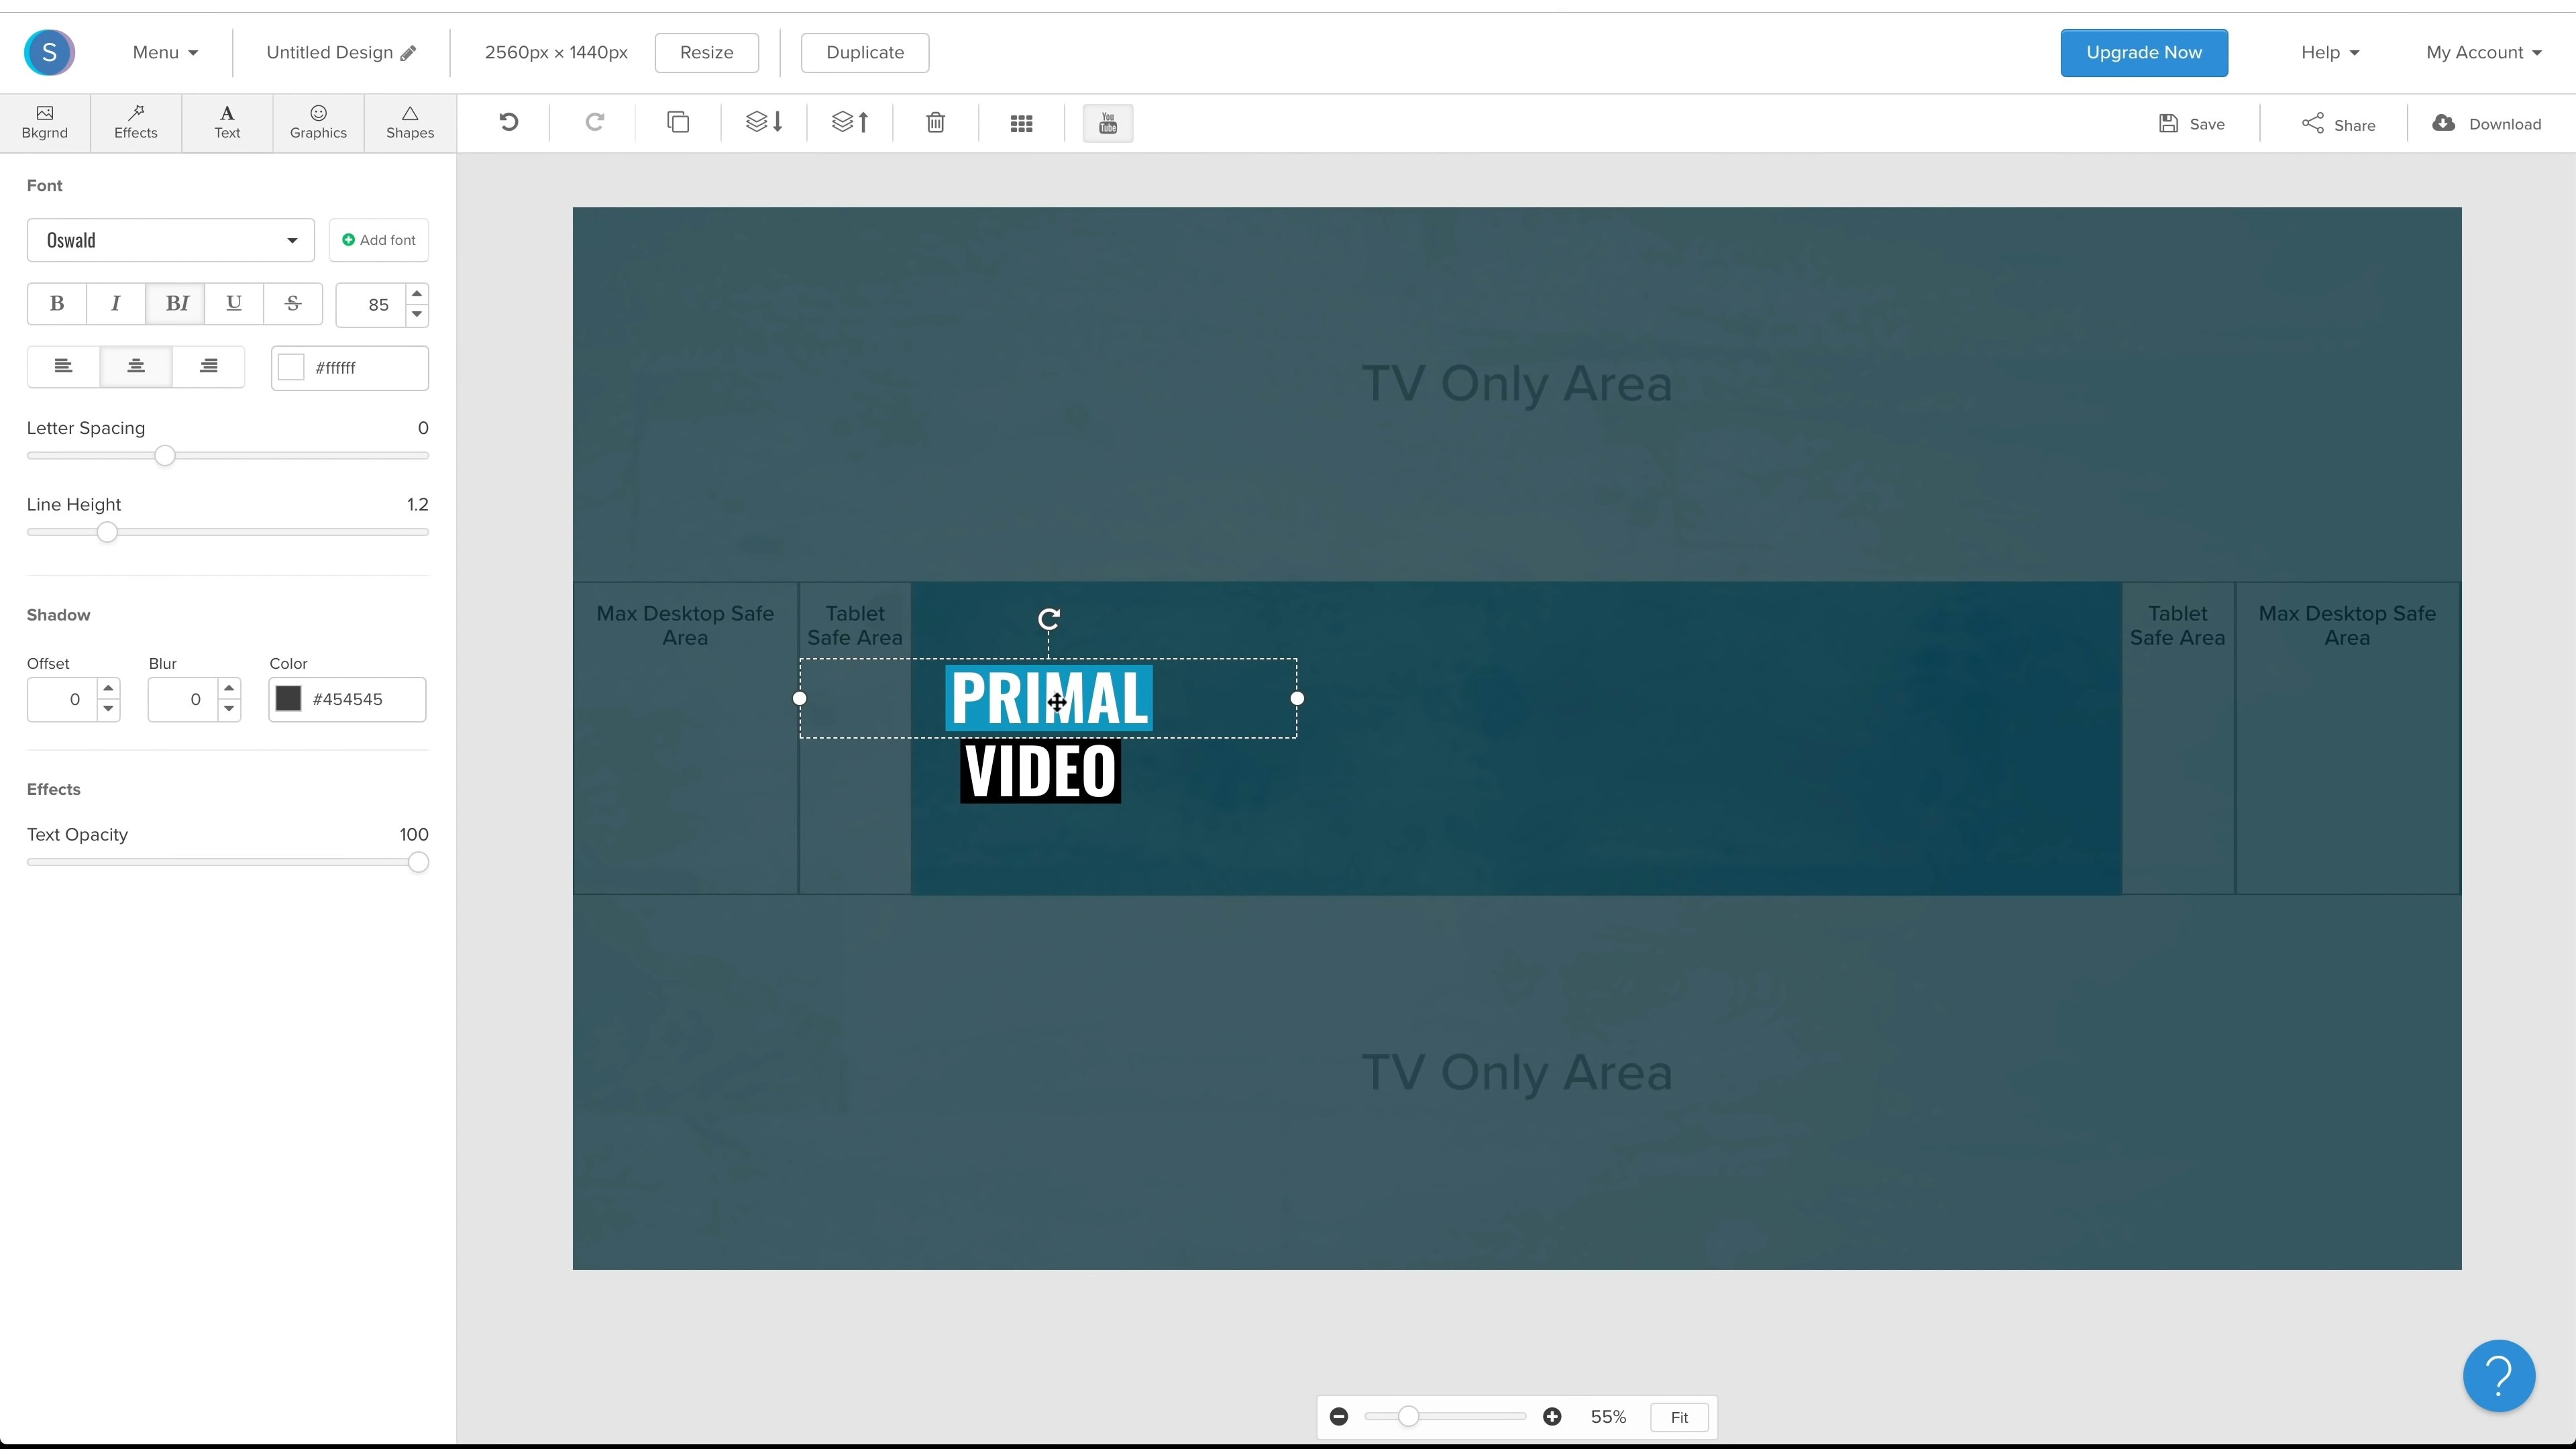 S
Menu
Untitled Design
2560px × 1440px
Resize
Duplicate
Upgrade Now
Help
My Account
Bkgrnd
Effects
A
Text
Graphics
Shapes
You
Tube
Save
Share
Download
Font
Oswald
Add font
B
I
BI
U
S
85
#ffffff
Letter Spacing
0
Line Height
1.2
Shadow
Offset
Blur
Color
0
0
#454545
Effects
Text Opacity
100
TV Only Area
Max Desktop Safe
Area
Tablet
Safe Area
Tablet
Safe Area
Max Desktop Safe
Area
PRIMAL
VIDEO
TV Only Area
55%
Fit
?